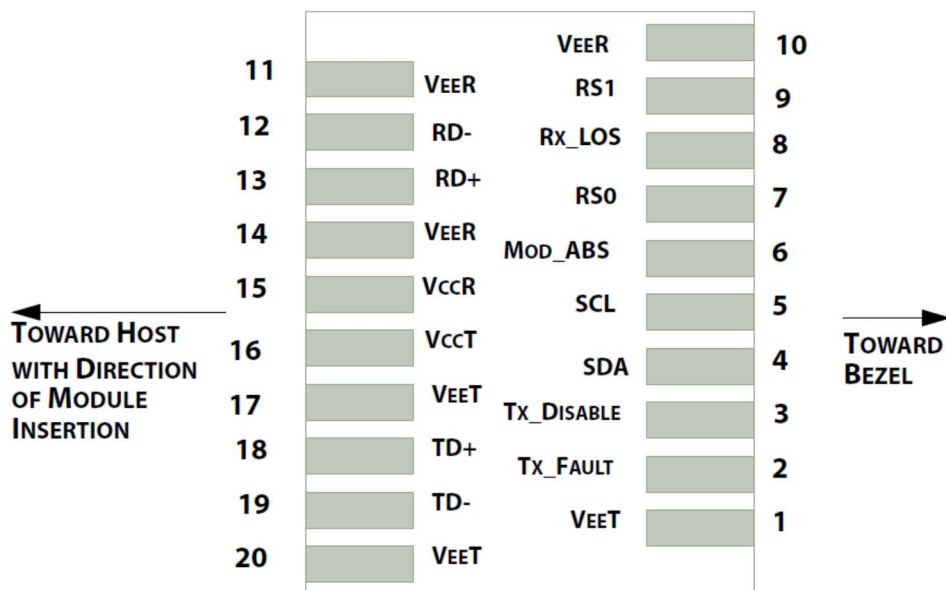 VEER 10
11 VEER
RS1 9
12 RD-
RX_LOS 8
13 RD+
RS0 7
14 VEER
MOD_ABS 6
15 VCCR
SCL 5
TOWARD HOST
WITH DIRECTION
OF MODULE
INSERTION
TOWARD
BEZEL
16 VCCT
SDA 4
17 VEET
TX_DISABLE 3
18 TD+
TX_FAULT 2
19 TD-
VEET 1
20 VEET